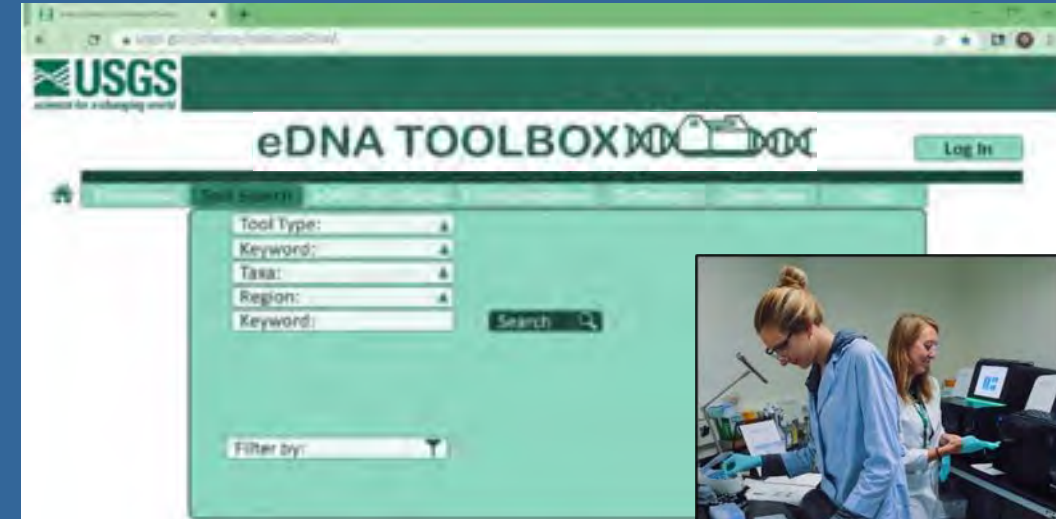 USGS
science for a changing world
eDNA TOOLBOX
Log In
Tool Search
Tool Type:
Keyword:
Taxa:
Region:
Keyword:
Search
Filter by: